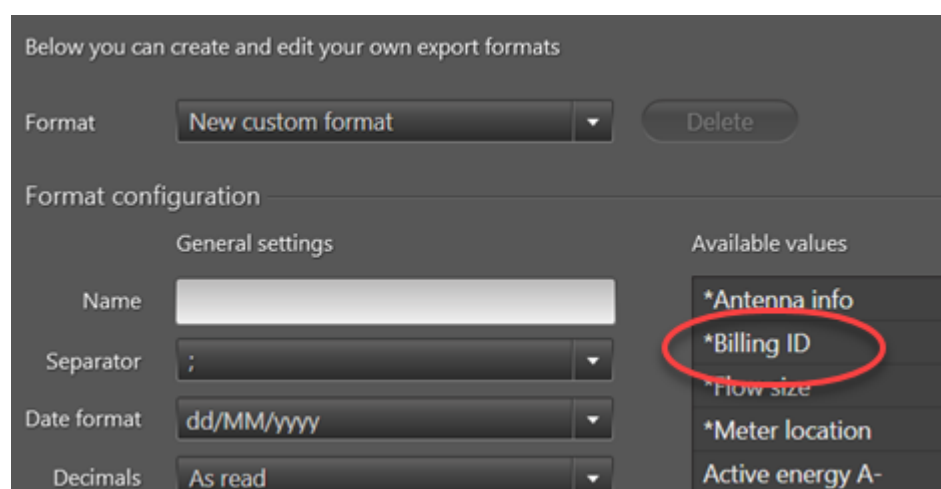 Below you can create and edit your own export formats
Format
New custom format
Delete
Format configuration
General settings
Available values
Name
*Antenna info
*Billing ID
Separator
;
*Flow size
Date format
dd/MM/yyyy
*Meter location
Decimals
As read
Active energy A-